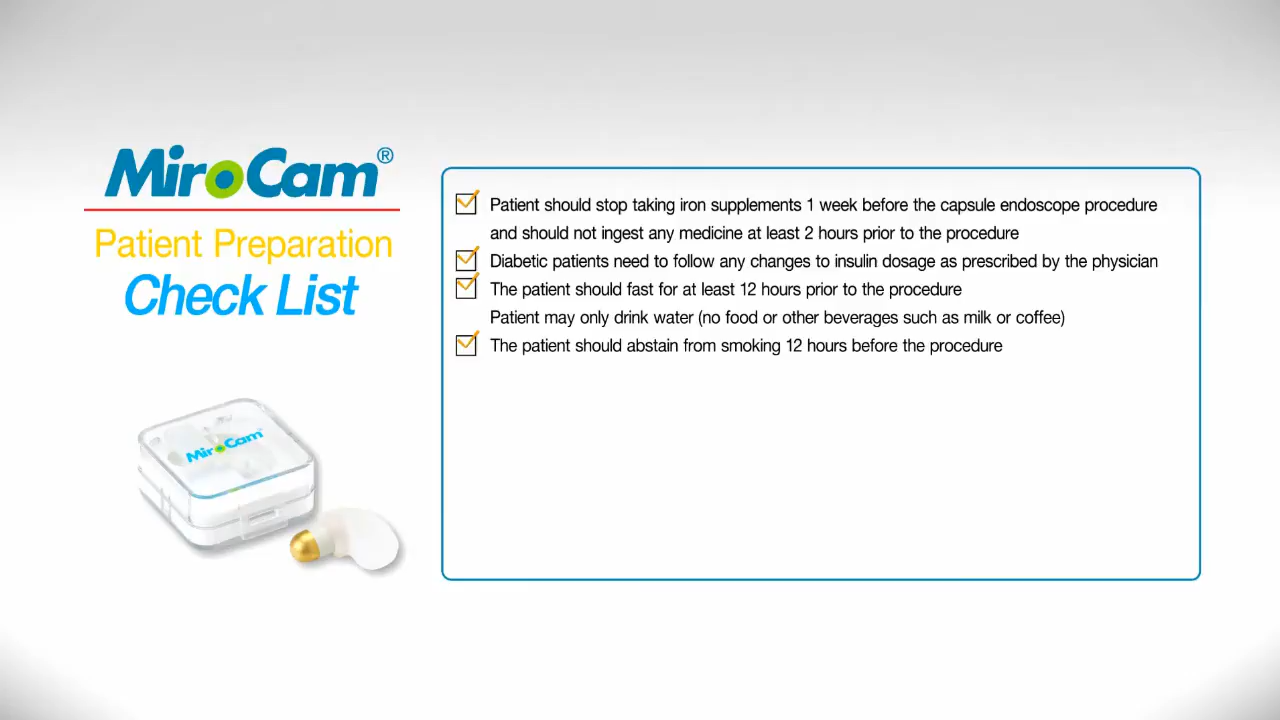 MiroCam®
Patient Preparation
Check List
Patient should stop taking iron supplements 1 week before the capsule endoscope procedure
and should not ingest any medicine at least 2 hours prior to the procedure
Diabetic patients need to follow any changes to insulin dosage as prescribed by the physician
The patient should fast for at least 12 hours prior to the procedure
Patient may only drink water (no food or other beverages such as milk or coffee)
The patient should abstain from smoking 12 hours before the procedure
MiroCam